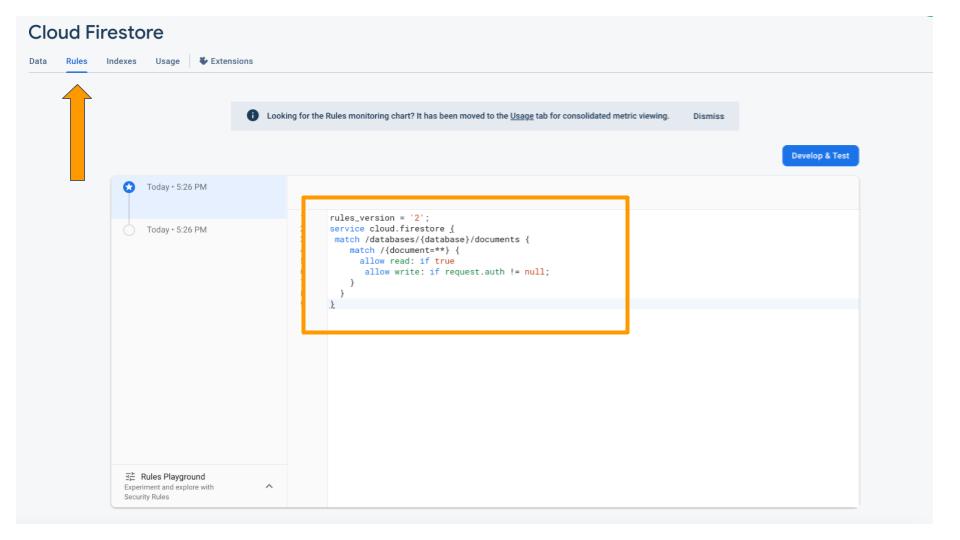 Cloud Firestore
Data Rules Indexes Usage Extensions
Looking for the Rules monitoring chart? It has been moved to the Usage tab for consolidated metric viewing. Dismiss
Develop & Test
Today • 5:26 PM
Today • 5:26 PM
rules_version = '2';
service cloud.firestore {
match /databases/{database}/documents {
match /{document=**} {
allow read: if true
allow write: if request.auth != null;
}
}
}
Rules Playground
Experiment and explore with
Security Rules